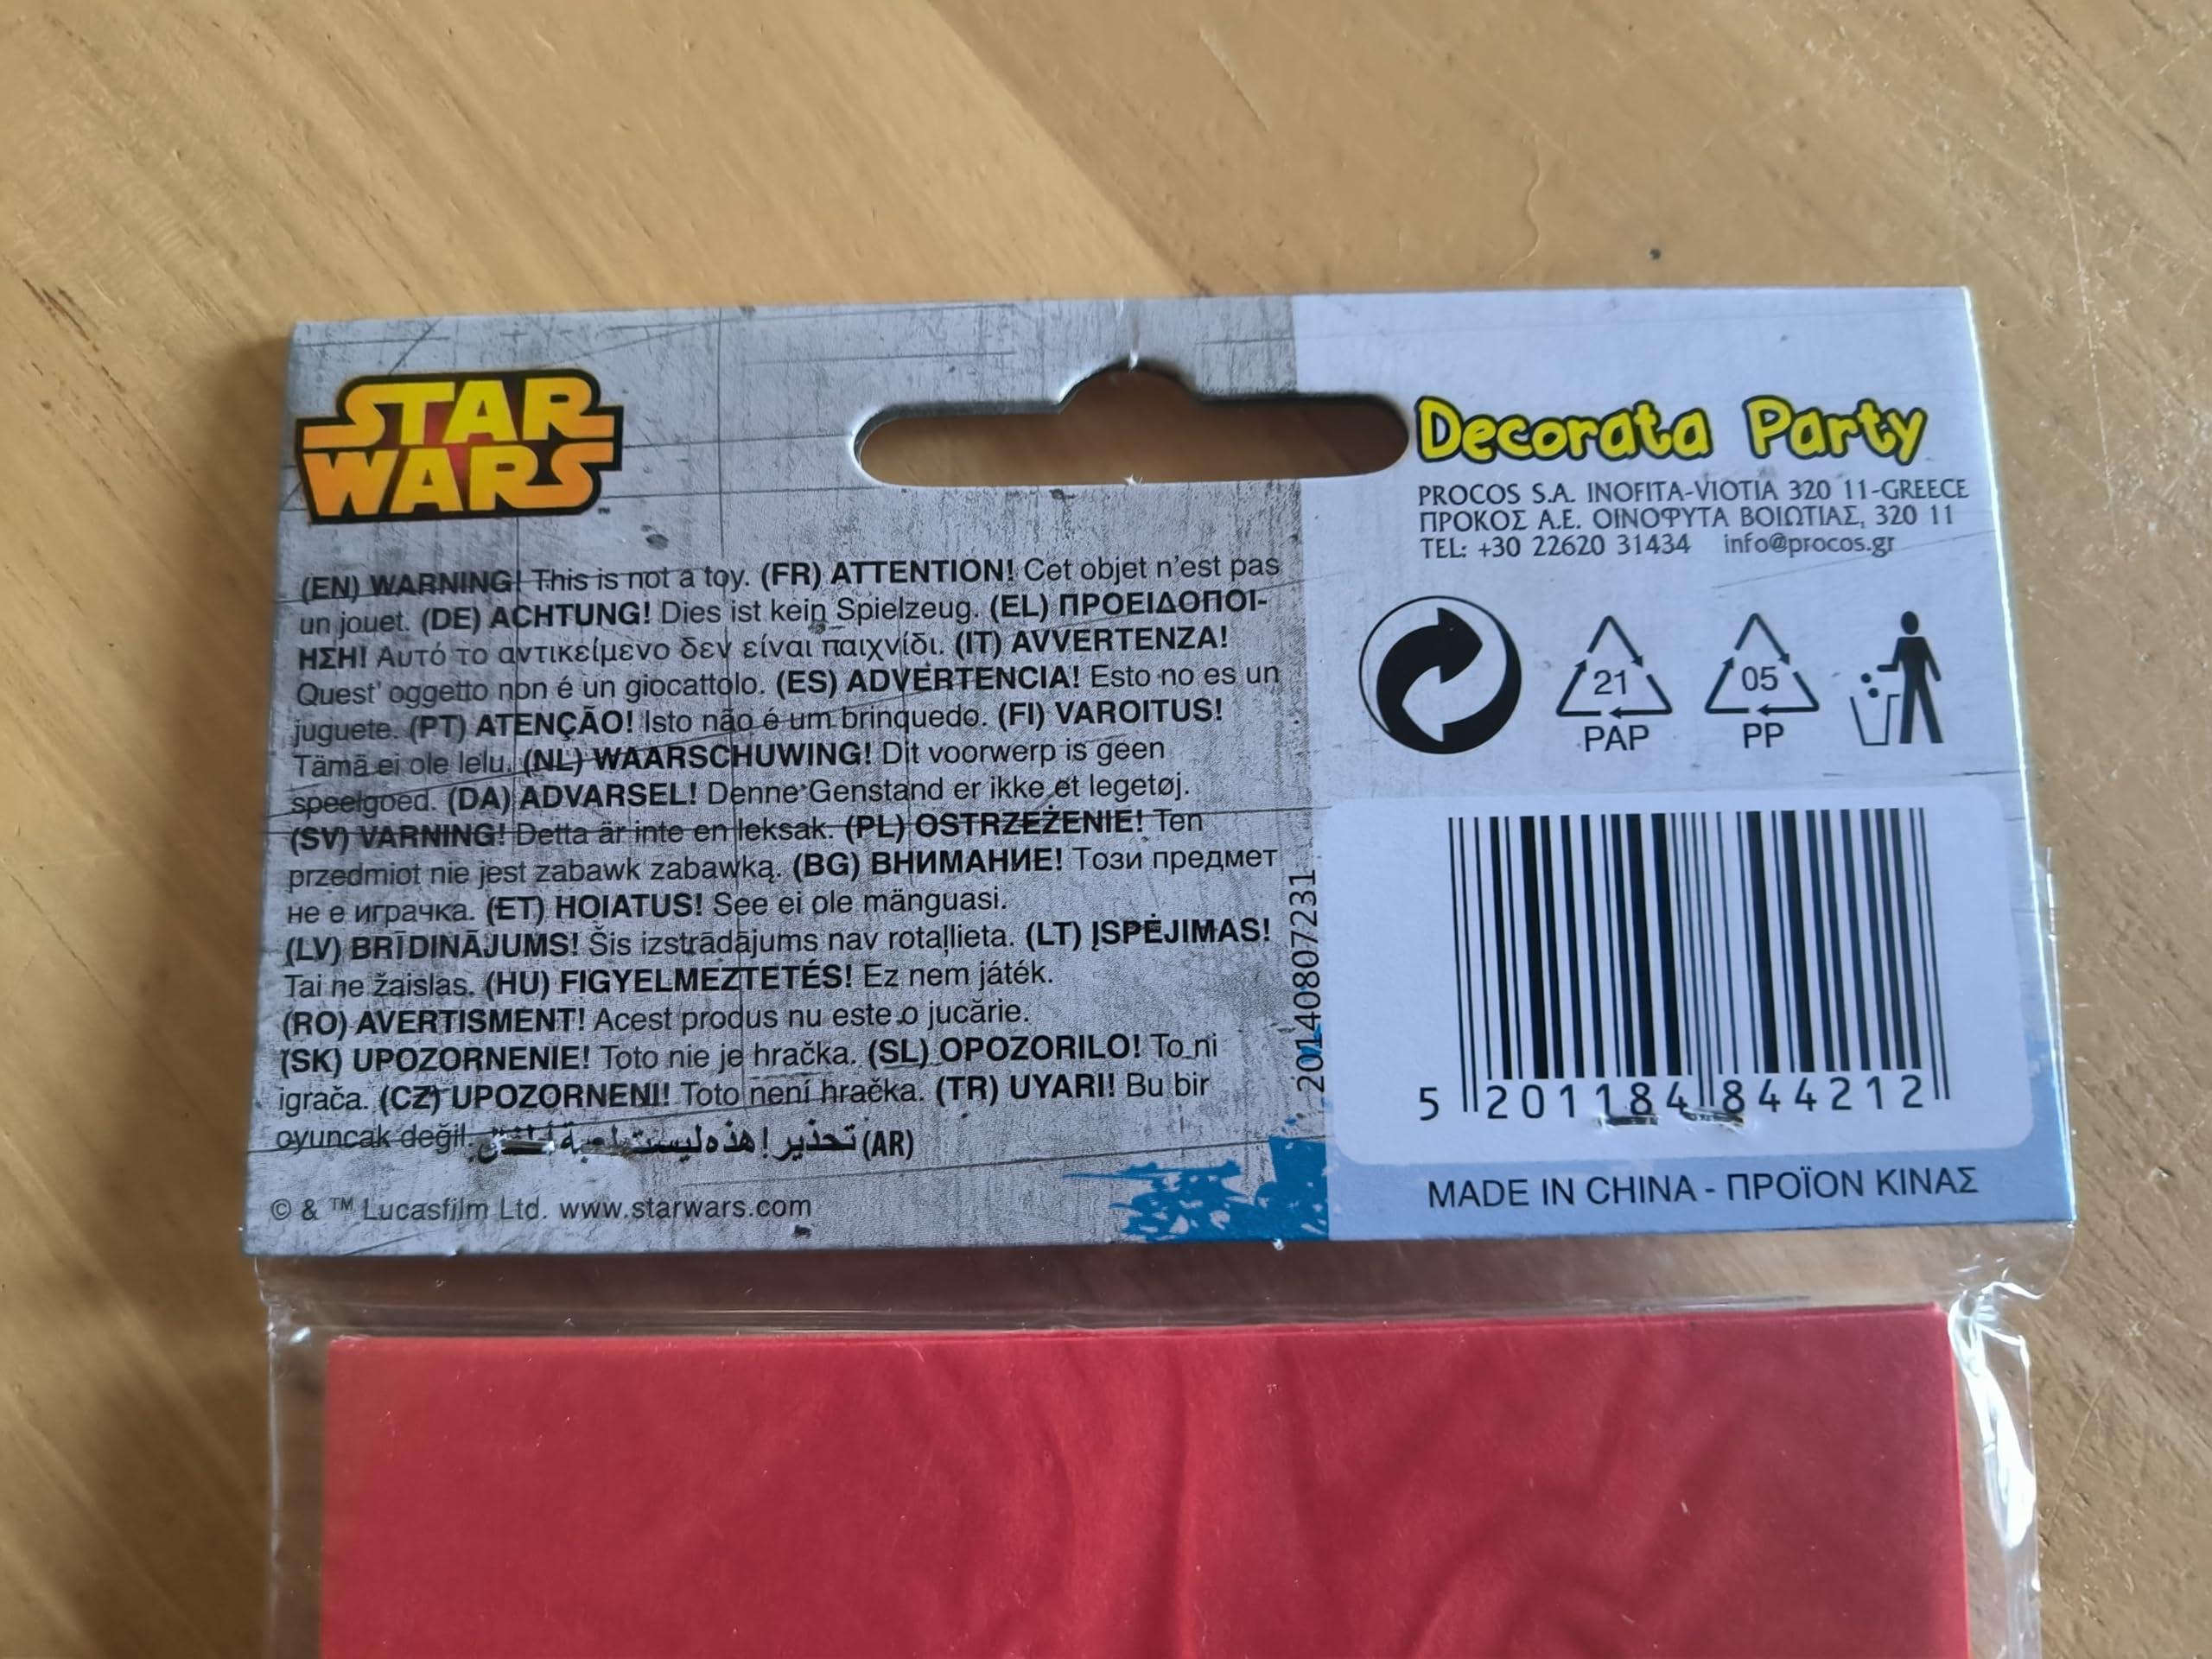 STAR
WARS
™
(EN) WARNING! This is not a toy. (FR) ATTENTION! Cet objet n'est pas
un jouet. (DE) ACHTUNG! Dies ist kein Spielzeug. (EL) ΠΡΟΕΙΔΟΠΟΙ-
ΗΣΗ! Αυτό το αντικείμενο δεν είναι παιχνίδι. (IT) AVVERTENZA!
Quest' oggetto non é un giocattolo. (ES) ADVERTENCIA! Esto no es un
juguete. (PT) ATENÇÃO! Isto não é um brinquedo. (FI) VAROITUS!
Tämä ei ole lelu. (NL) WAARSCHUWING! Dit voorwerp is geen
speelgoed. (DA) ADVARSEL! Denne Genstand er ikke et legetøj.
(SV) VARNING! Detta är inte en leksak. (PL) OSTRZEŻENIE! Ten
przedmiot nie jest zabawk zabawką. (BG) ВНИМАНИЕ! Този предмет
не е играчка. (ET) HOIATUS! See ei ole mänguasi.
(LV) BRĪDINĀJUMS! Šis izstrādājums nav rotaļlieta. (LT) ĮSPĖJIMAS!
Tai ne žaislas. (HU) FIGYELMEZTETÉS! Ez nem játék.
(RO) AVERTISMENT! Acest produs nu este o jucărie.
(SK) UPOZORNENIE! Toto nie je hračka. (SL) OPOZORILO! To ni
igrača. (CZ) UPOZORNENI! Toto není hračka. (TR) UYARI! Bu bir
oyuncak değil. (AR) تحذير! هذه ليست
© & ™ Lucasfilm Ltd. www.starwars.com
20140807231
Decorata Party
PROCOS S.A. INOFITA-VIOTIA 320 11-GREECE
ΠΡΟΚΟΣ Α.Ε. ΟΙΝΟΦΥΤΑ ΒΟΙΩΤΙΑΣ, 320 11
TEL: +30 22620 31434 info@procos.gr
21 05
PAP PP
5 201184 844212
MADE IN CHINA - ΠΡΟΪΟΝ ΚΙΝΑΣ